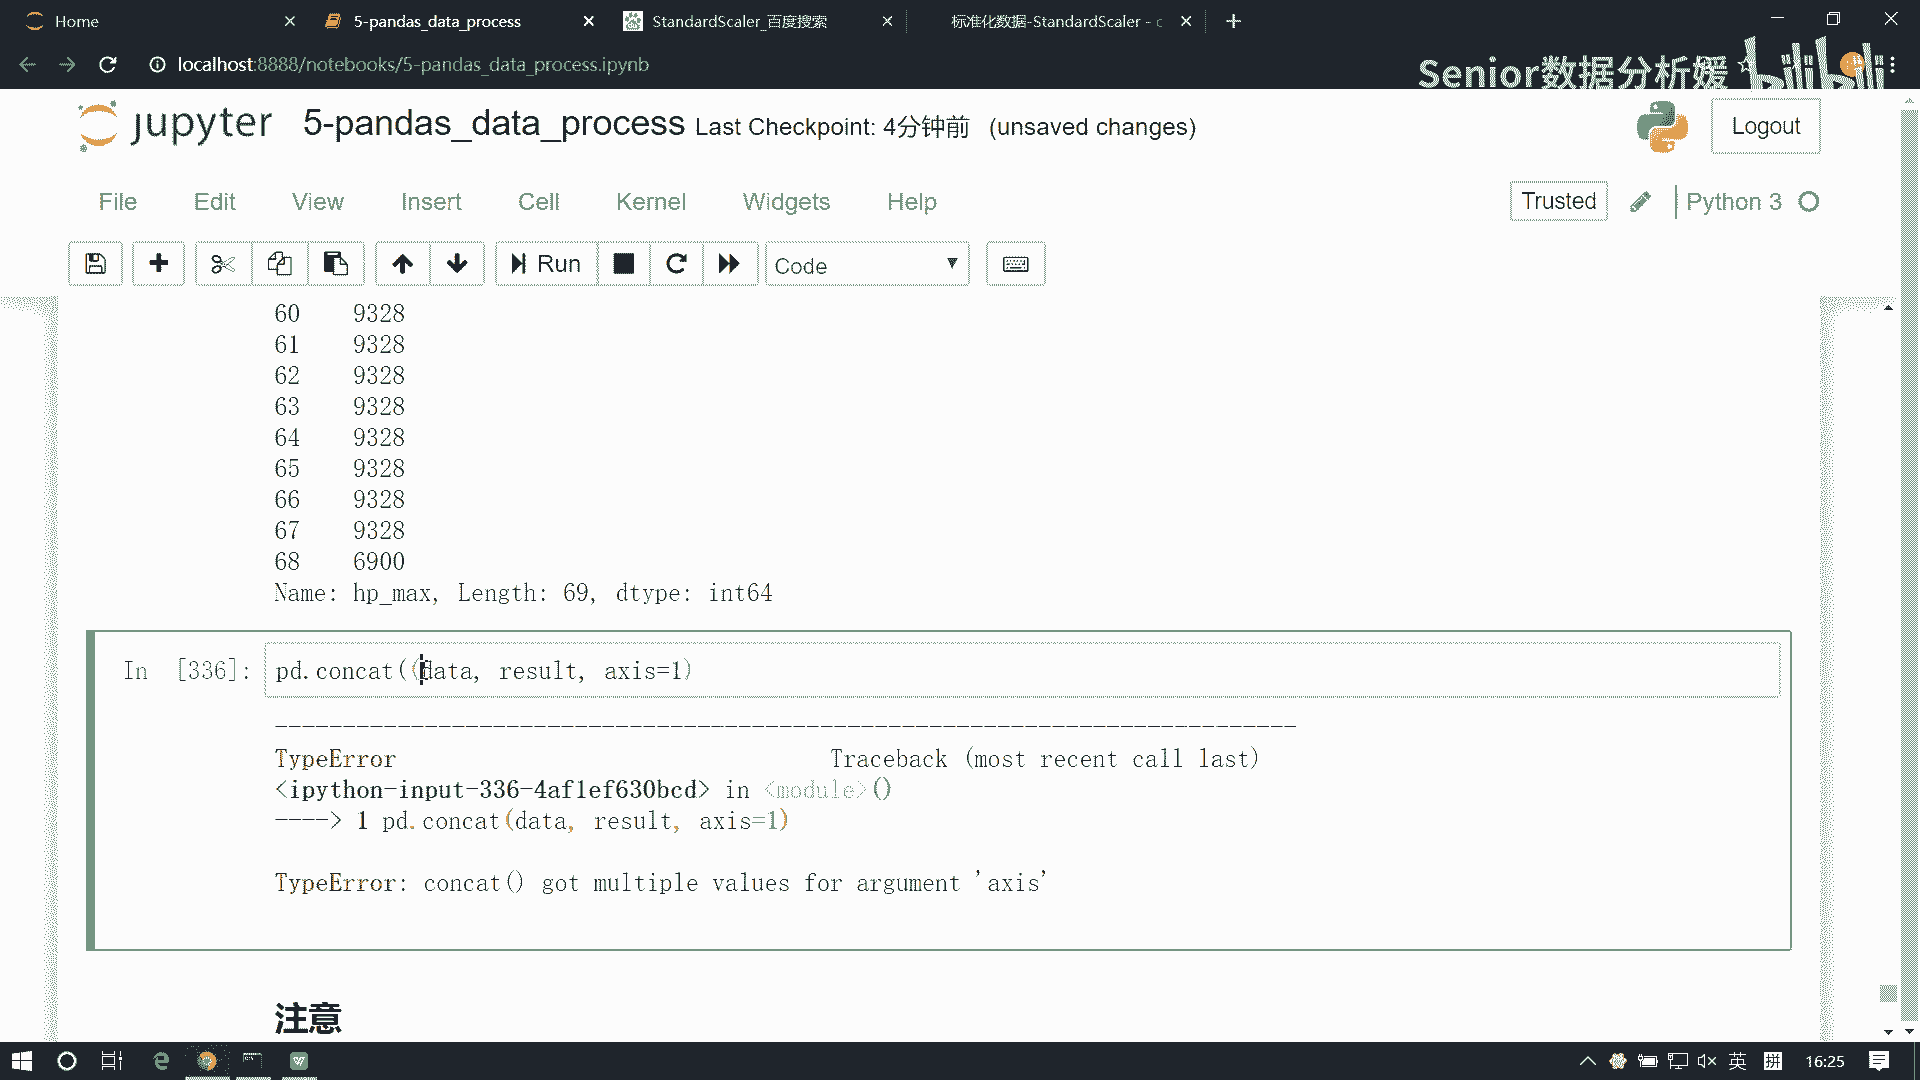 Home
5-pandas_data_process
StandardScaler_百度搜索
标准化数据-StandardScaler - c
localhost:8888/notebooks/5-pandas_data_process.ipynb
Senior数据分析媛
bilibili
jupyter
5-pandas_data_process Last Checkpoint: 4分钟前 (unsaved changes)
Logout
File Edit View Insert Cell Kernel Widgets Help
Trusted
Python 3
Run
Code
60 9328
61 9328
62 9328
63 9328
64 9328
65 9328
66 9328
67 9328
68 6900
Name: hp_max, Length: 69, dtype: int64
In [336]: pd.concat((data, result, axis=1)
---------------------------------------------------------------------------
TypeError Traceback (most recent call last)
<ipython-input-336-4af1ef630bcd> in <module>()
----> 1 pd.concat(data, result, axis=1)
TypeError: concat() got multiple values for argument 'axis'
注意
英
拼
16:25